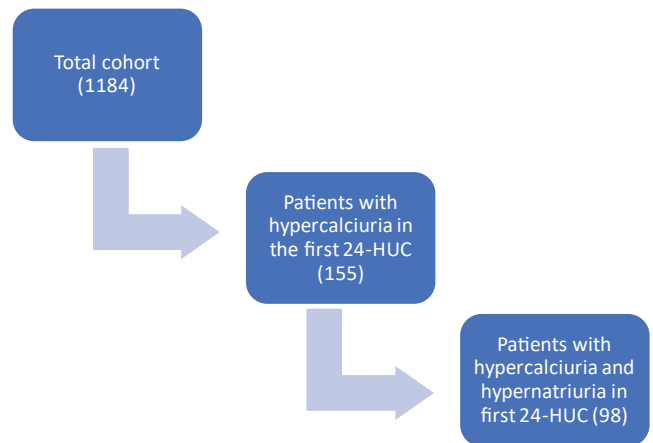 Total cohort
(1184)
Patients with
hypercalciuria in
the first 24-HUC
(155)
Patients with
hypercalciuria and
hypernatriuria in
first 24-HUC (98)